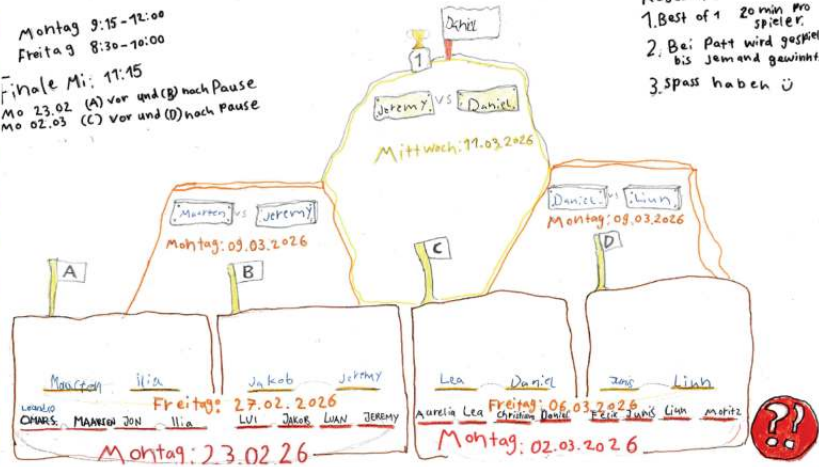 Montag 9:15-12:00
Freitag 8:30-10:00
Finale Mi: 11:15
Mo 23.02 (A) vor und (B) nach Pause
Mo 02.03 (C) vor und (D) nach Pause
1. Best of 1 20 min pro
spieler.
2. Bei Patt wird gespiel
bis jemand gewinnt
3. spass haben Ü
Daniel
1
Jeremy VS Daniel
Mittwoch: 11.03.2026
Maarten vs Jeremy
Montag: 09.03.2026
Daniel vs Liun
Montag: 09.03.2026
A
B
C
D
Maarten Ilia
Jakob Jeremy
Lea Daniel
Junis Liun
Freitag: 27.02.2026
Freitag: 06.03.2026
Leandro
OMARS. MAARTEN JON Ilia
LUI JAKOB LUAN JEREMY
Aurelia Lea Christian Daniel
Junis Liun Moritz
Montag: 23.02 26
Montag: 02.03.2026
?!